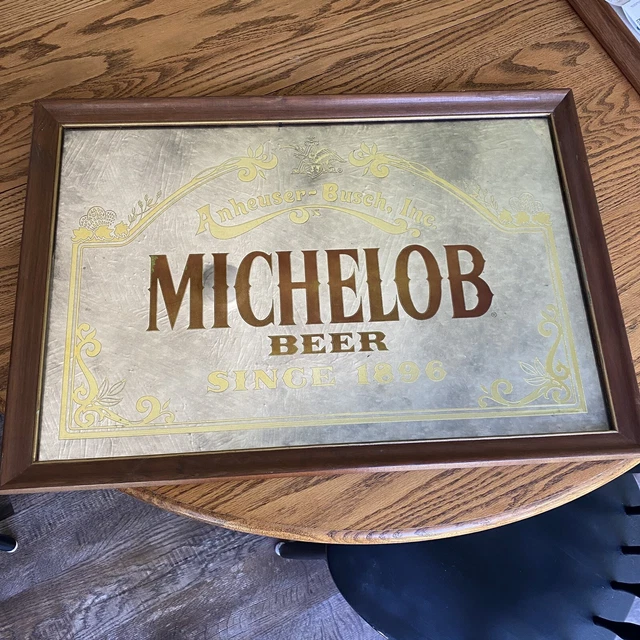 Anheuser-Busch, Inc.
MICHELOB®
BEER
SINCE 1896